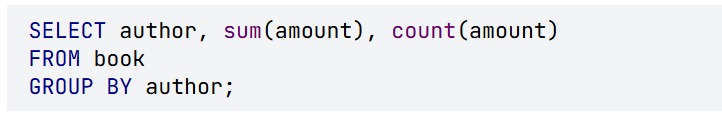 SELECT author, sum(amount), count(amount)
FROM book
GROUP BY author;